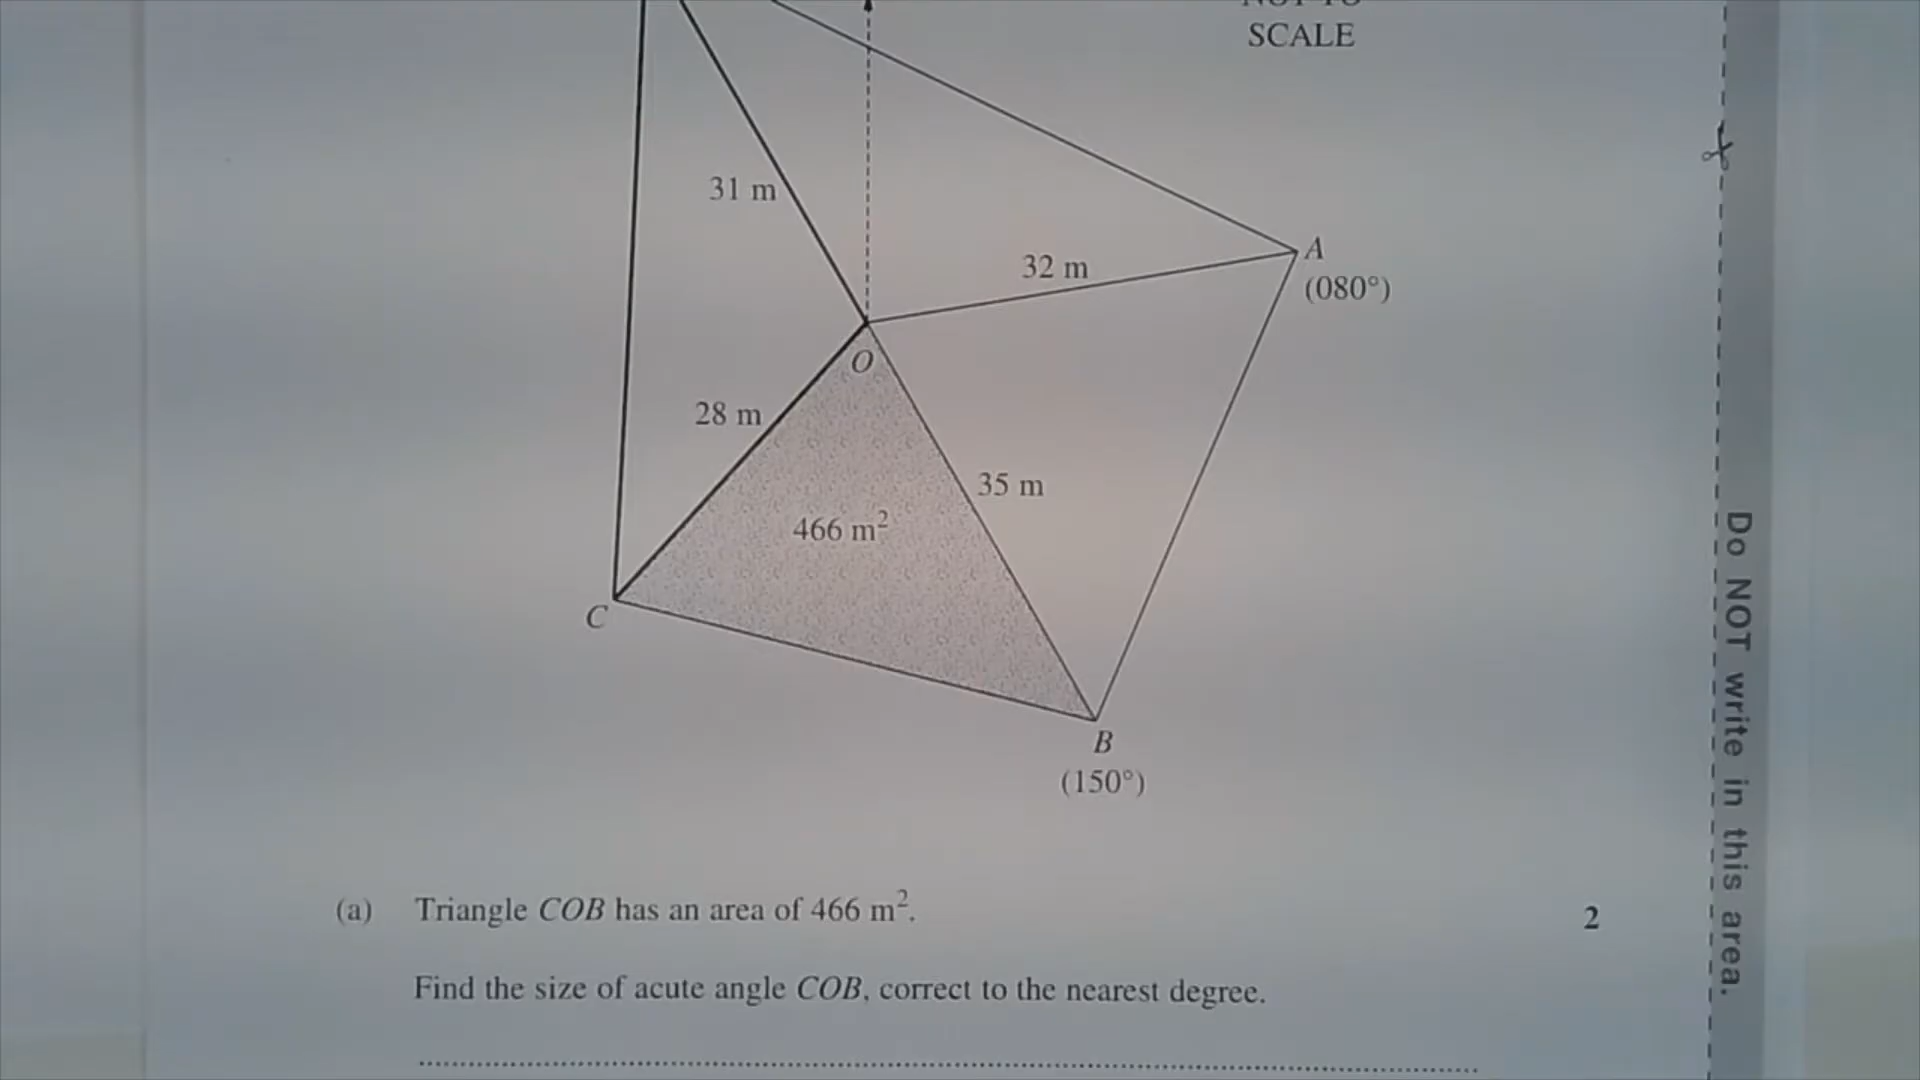 SCALE
31 m
A
32 m
(080°)
O
28 m
35 m
466 m²
C
B
(150°)
(a) Triangle COB has an area of 466 m².
2
Find the size of acute angle COB, correct to the nearest degree.
Do NOT write in this area.